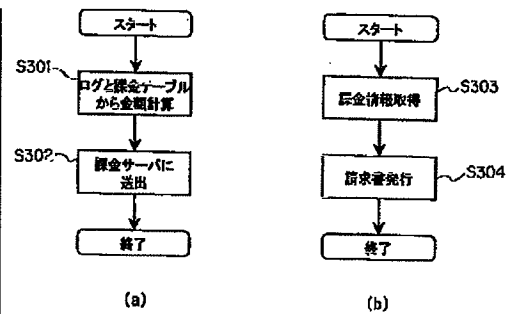 スタート
S301
ログと課金テーブル
から金額計算
S302
課金サーバに
送出
終了
(a)
スタート
課金情報取得
S303
請求書発行
S304
終了
(b)